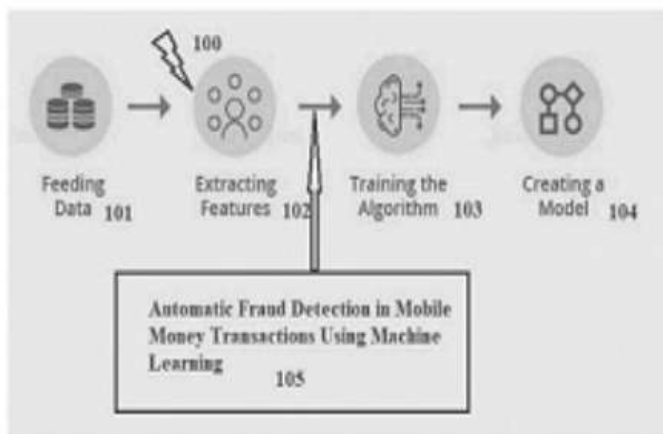 100
Feeding
Data 101
Extracting
Features 102
Training the
Algorithm 103
Creating a
Model 104
Automatic Fraud Detection in Mobile
Money Transactions Using Machine
Learning
105